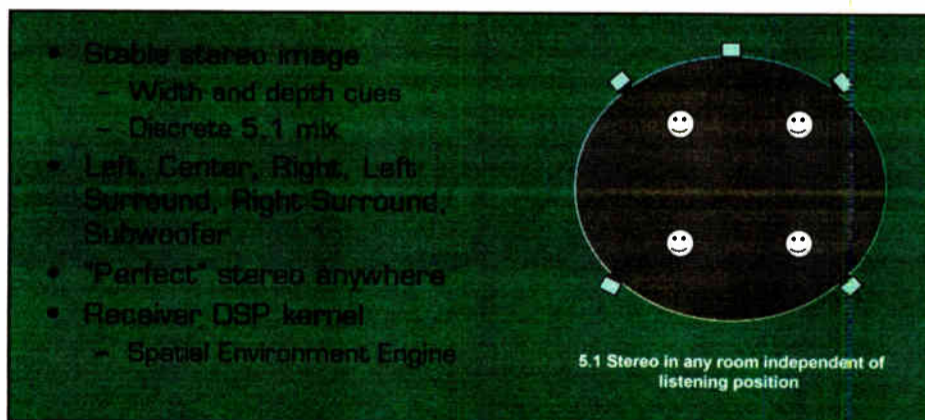 • Stable stereo image
– Width and depth cues
– Discrete 5.1 mix
• Left, Center, Right, Left
Surround, Right Surround,
Subwoofer
• "Perfect" stereo anywhere
• Receiver DSP kernel
– Spatial Environment Engine
5.1 Stereo in any room independent of
listening position